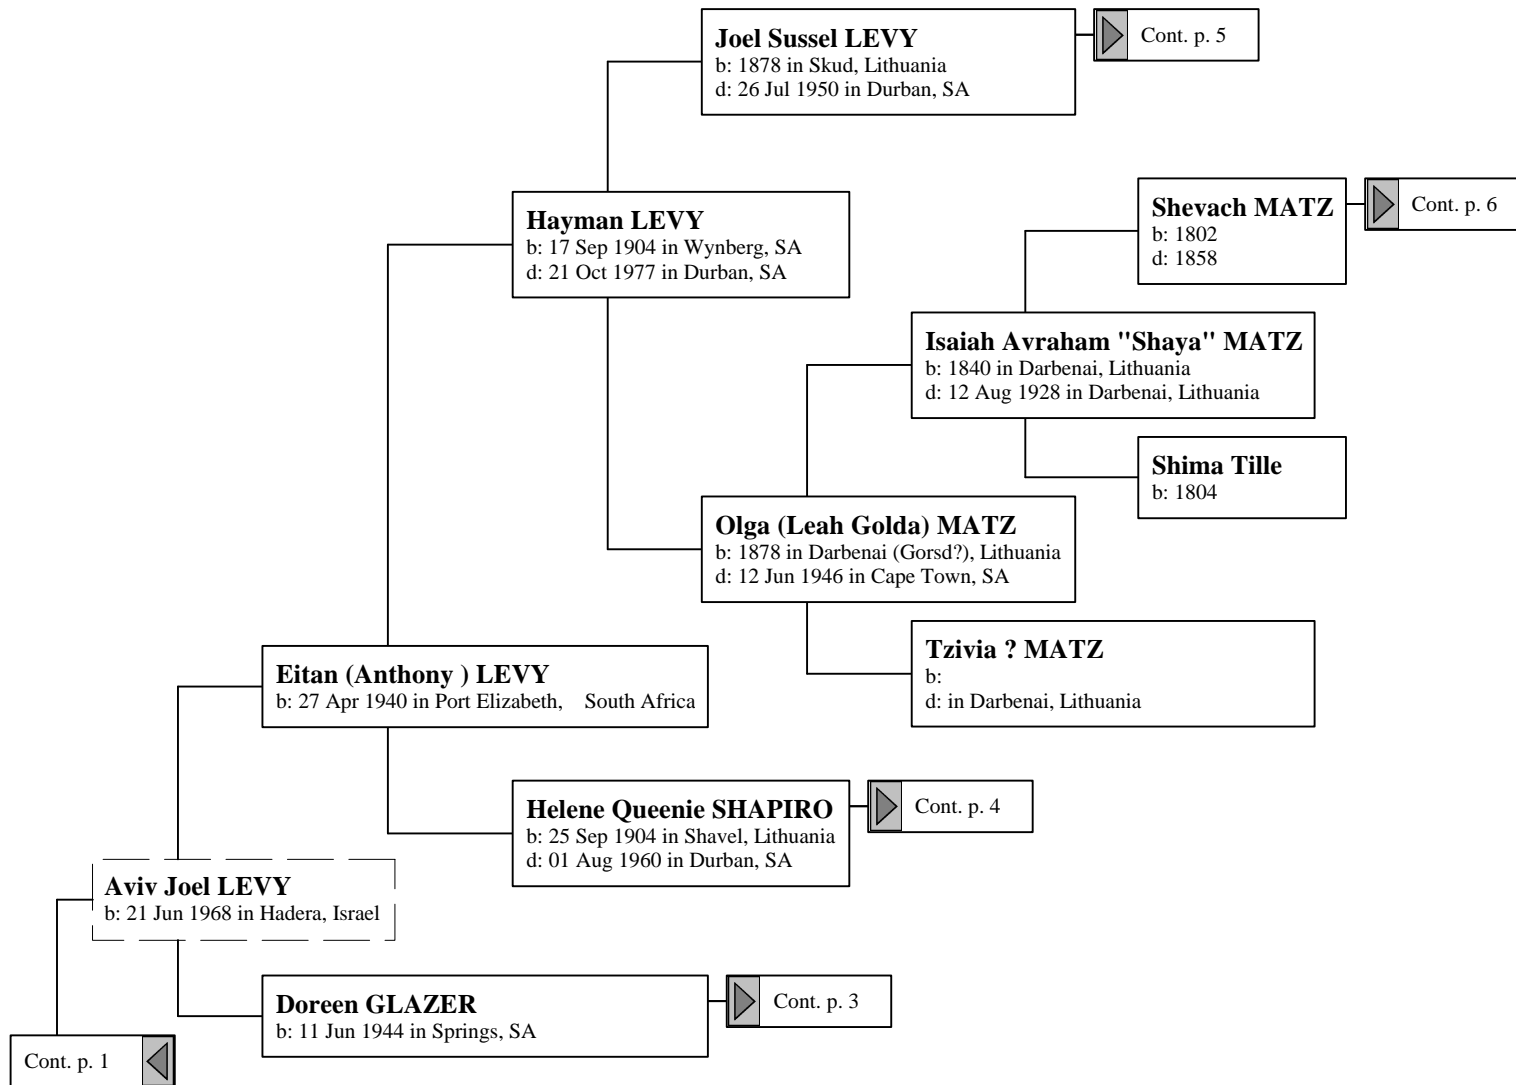 Joel Sussel LEVY
b: 1878 in Skud, Lithuania
d: 26 Jul 1950 in Durban, SA
Cont. p. 5
Shevach MATZ
b: 1802
d: 1858
Cont. p. 6
Hayman LEVY
b: 17 Sep 1904 in Wynberg, SA
d: 21 Oct 1977 in Durban, SA
Isaiah Avraham "Shaya" MATZ
b: 1840 in Darbenai, Lithuania
d: 12 Aug 1928 in Darbenai, Lithuania
Shima Tille
b: 1804
Olga (Leah Golda) MATZ
b: 1878 in Darbenai (Gorsd?), Lithuania
d: 12 Jun 1946 in Cape Town, SA
Tzivia ? MATZ
b:
d: in Darbenai, Lithuania
Eitan (Anthony ) LEVY
b: 27 Apr 1940 in Port Elizabeth, South Africa
Helene Queenie SHAPIRO
b: 25 Sep 1904 in Shavel, Lithuania
d: 01 Aug 1960 in Durban, SA
Cont. p. 4
Aviv Joel LEVY
b: 21 Jun 1968 in Hadera, Israel
Doreen GLAZER
b: 11 Jun 1944 in Springs, SA
Cont. p. 3
Cont. p. 1